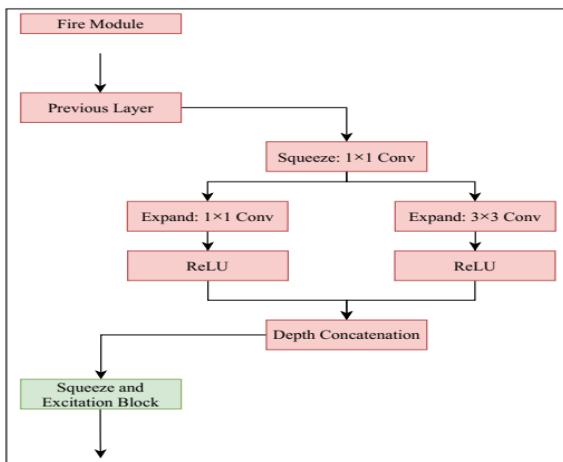 Fire Module
Previous Layer
Squeeze: 1×1 Conv
Expand: 1×1 Conv
Expand: 3×3 Conv
ReLU
ReLU
Depth Concatenation
Squeeze and
Excitation Block